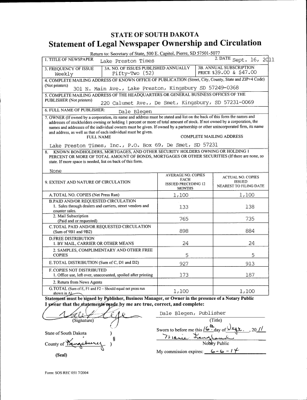 STATE OF SOUTH DAKOTA
Statement of Legal Newspaper Ownership and Circulation
Return to: Secretary of State, 500 E. Capitol, Pierre, SD 57501-5077
1. TITLE OF NEWSPAPER Lake Preston Times 2. DATE Sept. 26, 2011
3. FREQUENCY OF ISSUE Weekly 3A. NO. OF ISSUES PUBLISHED ANNUALLY Fifty-Two (52) 3B. ANNUAL SUBSCRIPTION PRICE $39.00 & $47.00
4. COMPLETE MAILING ADDRESS OF KNOWN OFFICE OF PUBLICATION (Street, City, County, State and ZIP+4 Code)
(Not printers) 301 N. Main Ave., Lake Preston, Kingsbury SD 57249-0368
5. COMPLETE MAILING ADDRESS OF THE HEADQUARTERS OR GENERAL BUSINESS OFFICES OF THE
PUBLISHER (Not printers) 220 Calumet Ave., De Smet, Kingsbury, SD 57231-0069
6. FULL NAME OF PUBLISHER: Dale Blegen
7. OWNER (If owned by a corporation, its name and address must be stated and list on the back of this form the names and
addresses of stockholders owning or holding 1 percent or more of total amount of stock. If not owned by a corporation, the
names and addresses of the individual owners must be given. If owned by a partnership or other unincorporated firm, its name
and address, as well as that of each individual must be given.
FULL NAME COMPLETE MAILING ADDRESS
Lake Preston Times, Inc., P.O. Box 69, De Smet, SD 57231
8. KNOWN BONDHOLDERS, MORTGAGEES, AND OTHER SECURITY HOLDERS OWNING OR HOLDING 1
PERCENT OR MORE OF TOTAL AMOUNT OF BONDS, MORTGAGES OR OTHER SECURITIES (If there are none, so
state. If more space is needed, list on back of this form.
None
9. EXTENT AND NATURE OF CIRCULATION AVERAGE NO. COPIES EACH ISSUED PRECEDING 12 MONTHS ACTUAL NO. COPIES ISSUED NEAREST TO FILING DATE
A. TOTAL NO. COPIES (Net Press Run) 1,100 1,100
B. PAID AND/OR REQUESTED CIRCULATION
1. Sales through dealers and carriers, street vendors and counter sales. 133 138
2. Mail Subscription (Paid and or requested) 765 735
C. TOTAL PAID AND/OR REQUESTED CIRCULATION (Sum of 9B1 and 9B2) 898 884
D. FREE DISTRIBUTION
1. BY MAIL, CARRIER OR OTHER MEANS 24 24
2. SAMPLES, COMPLIMENTARY AND OTHER FREE COPIES 5 5
E. TOTAL DISTRIBUTION (Sum of C, D1 and D2) 927 913
F. COPIES NOT DISTRIBUTED
1. Office use, left over, unaccounted, spoiled after printing 173 187
2. Return from News Agents
G. TOTAL (Sum of E, F1 and F2 - Should equal net press run shown in A) 1,100 1,100
Statement must be signed by Publisher, Business Manager, or Owner in the presence of a Notary Public
I swear that the statements made by me are true, correct, and complete:
Dale Blegen, Publisher
(Signature) (Title)
State of South Dakota )
County of Kingsbury )
(Seal)
Sworn to before me this day of Sept. 2011
Notary Public
My commission expires 6-6-14
Form: SOS REC 051 7/2004